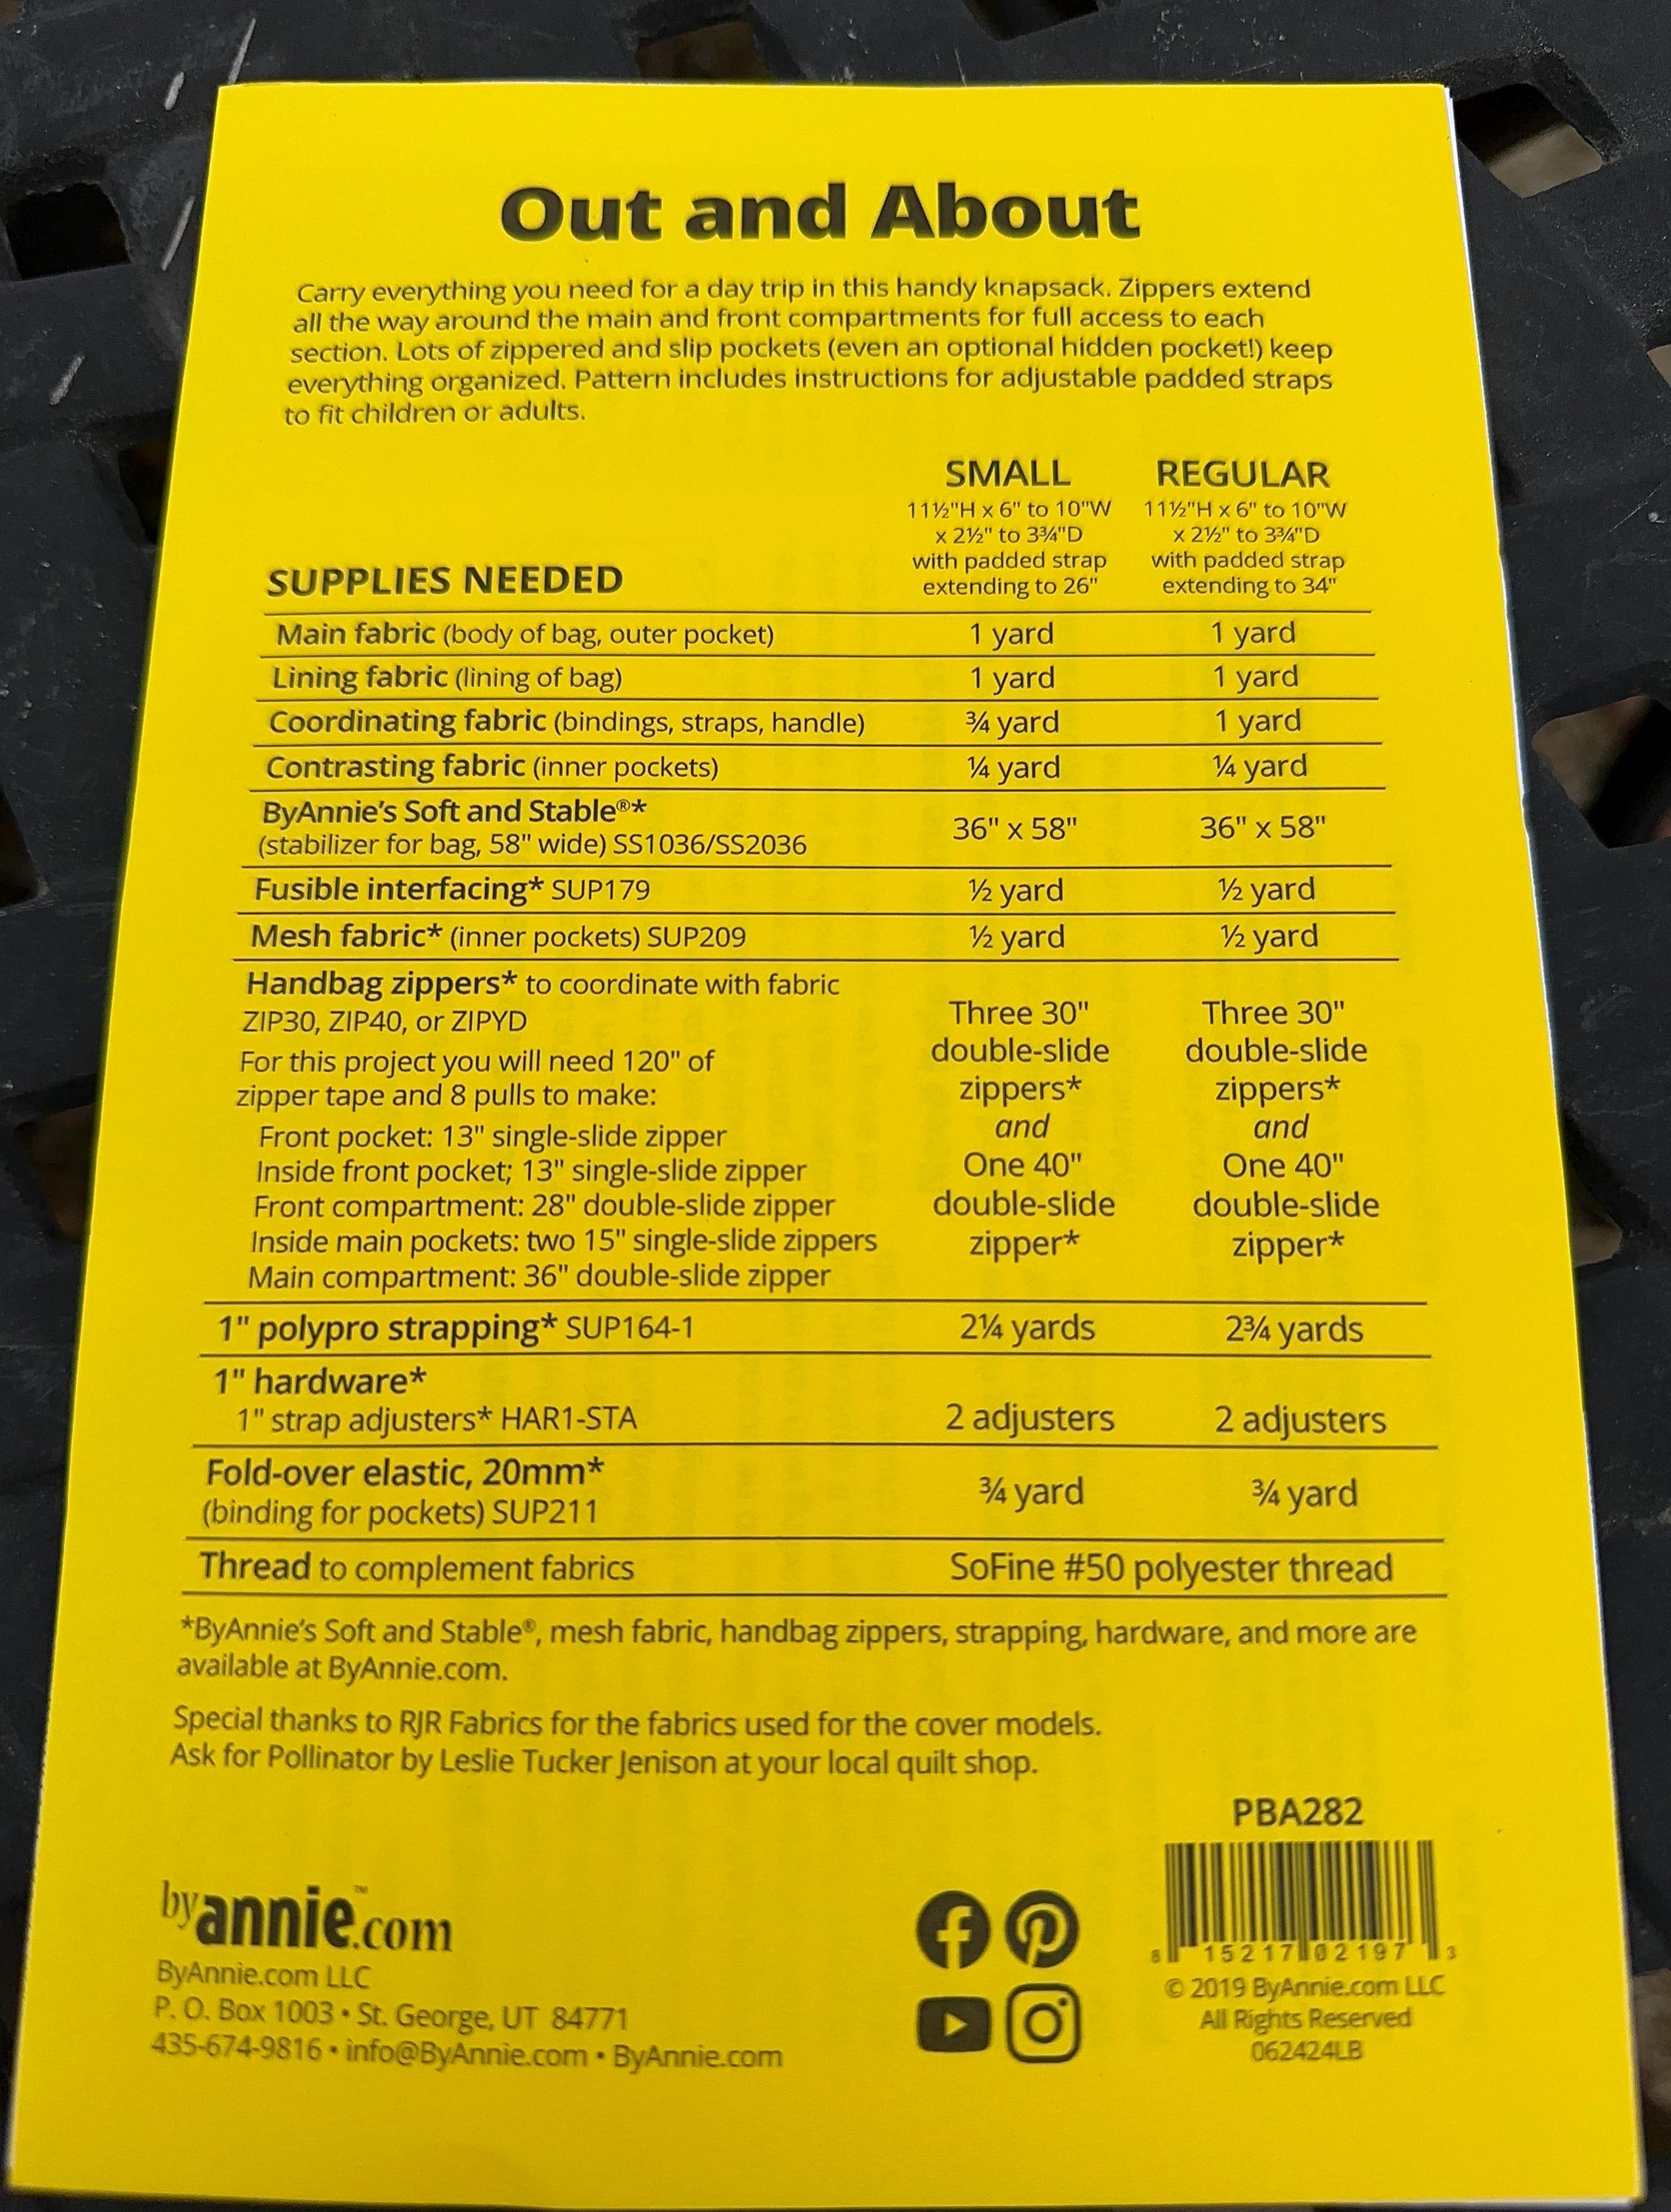 Out and About
Carry everything you need for a day trip in this handy knapsack. Zippers extend
all the way around the main and front compartments for full access to each
section. Lots of zippered and slip pockets (even an optional hidden pocket!) keep
everything organized. Pattern includes instructions for adjustable padded straps
to fit children or adults.
SMALL REGULAR
11½"H x 6" to 10"W 11½"H x 6" to 10"W
x 2½" to 3¾"D x 2½" to 3¾"D
with padded strap with padded strap
SUPPLIES NEEDED extending to 26" extending to 34"
Main fabric (body of bag, outer pocket) 1 yard 1 yard
Lining fabric (lining of bag) 1 yard 1 yard
Coordinating fabric (bindings, straps, handle) ¾ yard 1 yard
Contrasting fabric (inner pockets) ¼ yard ¼ yard
ByAnnie's Soft and Stable®*
(stabilizer for bag, 58" wide) SS1036/SS2036 36" x 58" 36" x 58"
Fusible interfacing* SUP179 ½ yard ½ yard
Mesh fabric* (inner pockets) SUP209 ½ yard ½ yard
Handbag zippers* to coordinate with fabric
ZIP30, ZIP40, or ZIPYD Three 30" Three 30"
For this project you will need 120" of double-slide double-slide
zipper tape and 8 pulls to make: zippers* zippers*
Front pocket: 13" single-slide zipper and and
Inside front pocket; 13" single-slide zipper One 40" One 40"
Front compartment: 28" double-slide zipper double-slide double-slide
Inside main pockets: two 15" single-slide zippers zipper* zipper*
Main compartment: 36" double-slide zipper
1" polypro strapping* SUP164-1 2¼ yards 2¾ yards
1" hardware*
1" strap adjusters* HAR1-STA 2 adjusters 2 adjusters
Fold-over elastic, 20mm*
(binding for pockets) SUP211 ¾ yard ¾ yard
Thread to complement fabrics SoFine #50 polyester thread
*ByAnnie's Soft and Stable®, mesh fabric, handbag zippers, strapping, hardware, and more are
available at ByAnnie.com.
Special thanks to RJR Fabrics for the fabrics used for the cover models.
Ask for Pollinator by Leslie Tucker Jenison at your local quilt shop.
PBA282
8 15217 02197 3
byannie.com™
ByAnnie.com LLC
P. O. Box 1003 • St. George, UT 84771
435-674-9816 • info@ByAnnie.com • ByAnnie.com
© 2019 ByAnnie.com LLC
All Rights Reserved
062424LB